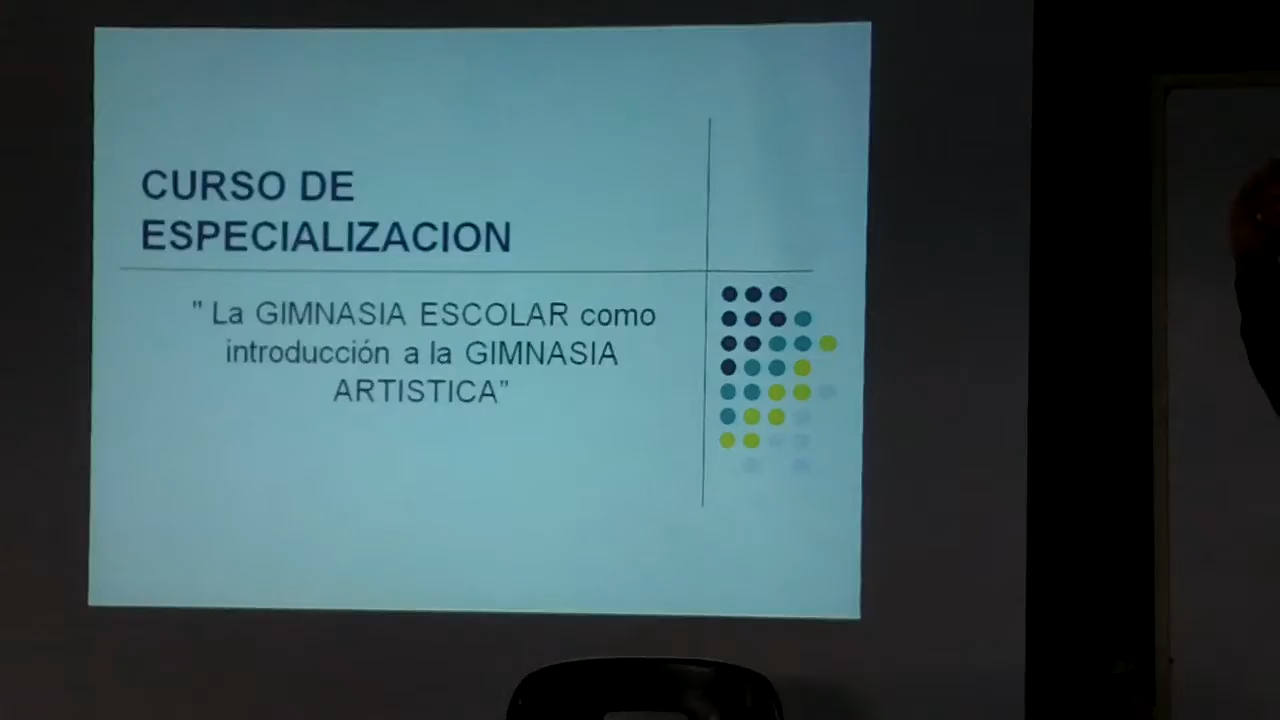 CURSO DE
ESPECIALIZACION
" La GIMNASIA ESCOLAR como
introducción a la GIMNASIA
ARTISTICA”